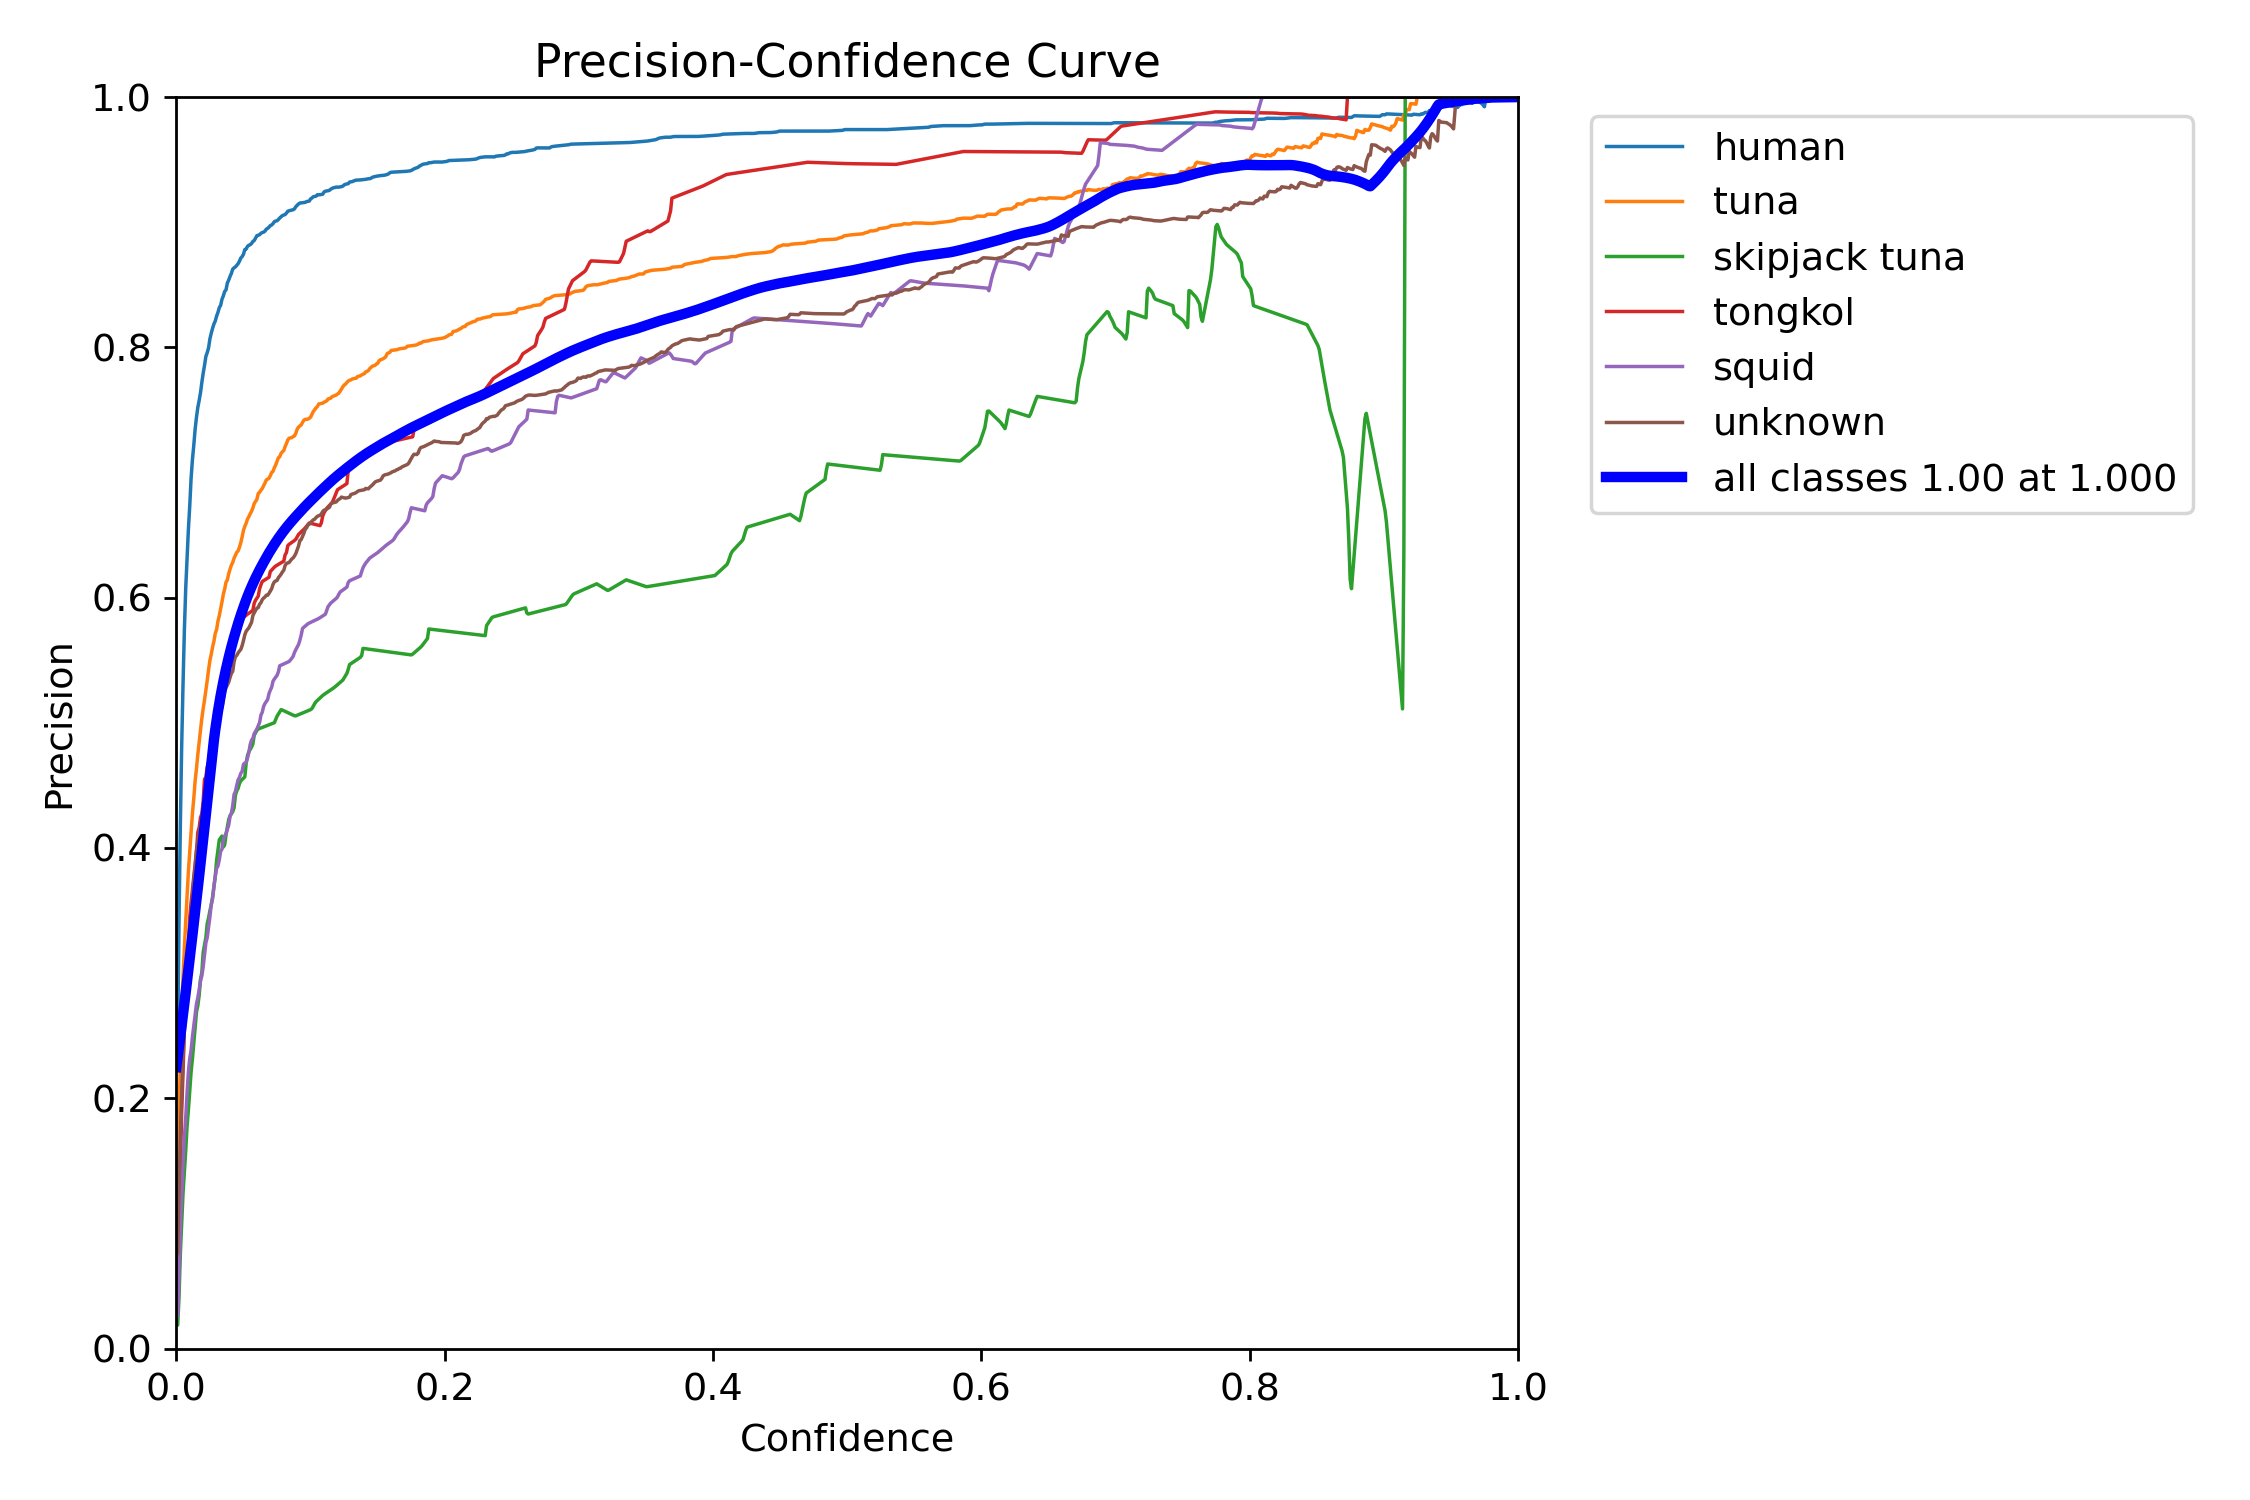 Precision-Confidence Curve
1.0
0.8
0.6
0.4
0.2
0.0
Precision
0.0 0.2 0.4 0.6 0.8 1.0
Confidence
human
tuna
skipjack tuna
tongkol
squid
unknown
all classes 1.00 at 1.000